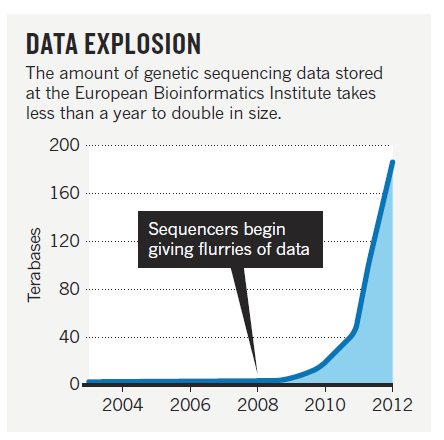 DATA EXPLOSION
The amount of genetic sequencing data stored
at the European Bioinformatics Institute takes
less than a year to double in size.
200
160
Sequencers begin
giving flurries of data
120
80
40
0
Terabases
2004 2006 2008 2010 2012